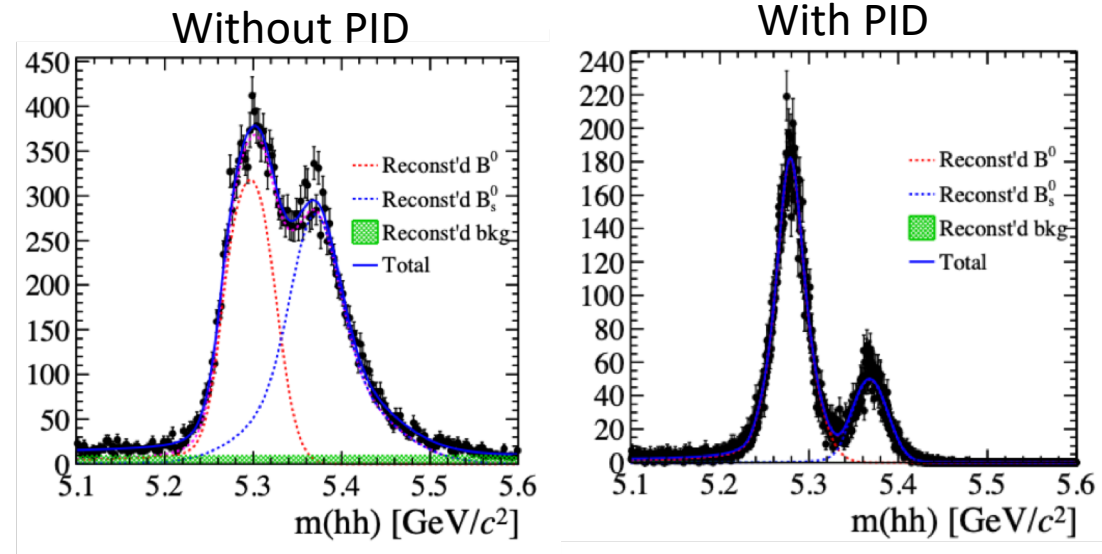 Without PID
450
400
350
300
250
200
150
100
50
0
5.1 5.2 5.3 5.4 5.5 5.6
m(hh) [GeV/c²]
Reconst'd B⁰
Reconst'd B⁰ₛ
Reconst'd bkg
Total
With PID
240
220
200
180
160
140
120
100
80
60
40
20
0
5.1 5.2 5.3 5.4 5.5 5.6
m(hh) [GeV/c²]
Reconst'd B⁰
Reconst'd B⁰ₛ
Reconst'd bkg
Total